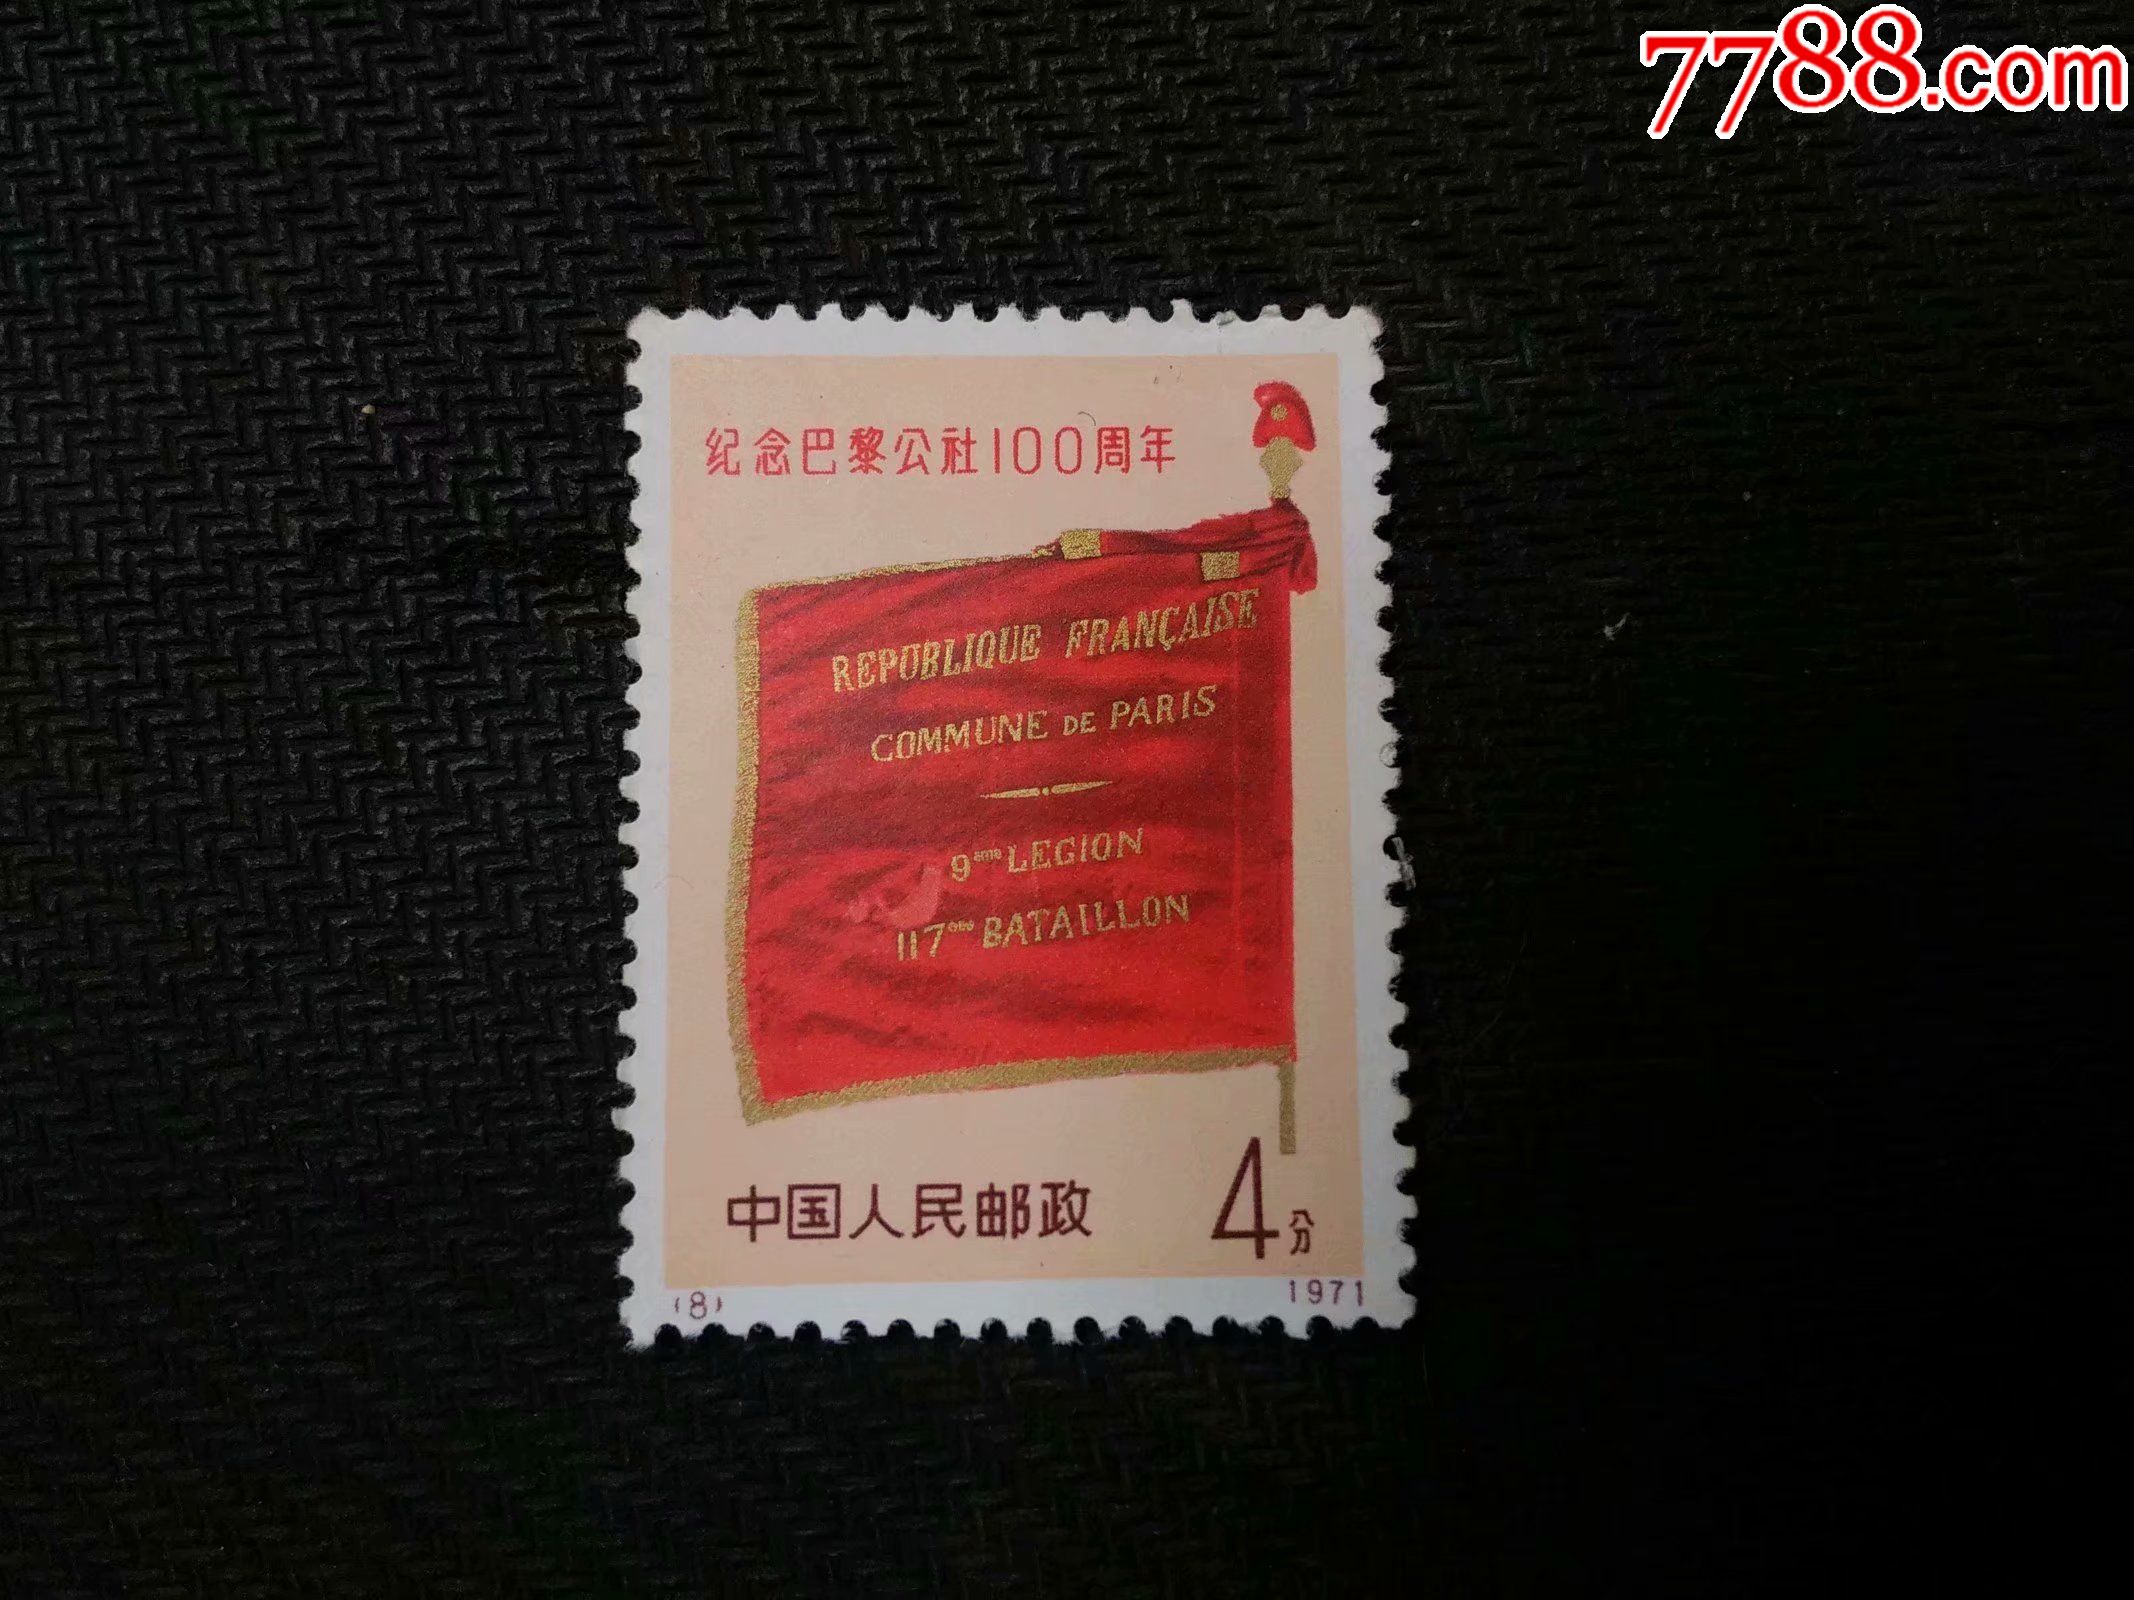 7788.com
纪念巴黎公社100周年
REPUBLIQUE FRANÇAISE
COMMUNE DE PARIS
9ème LEGION
117ème BATAILLON
中国人民邮政 4分
(8) 1971